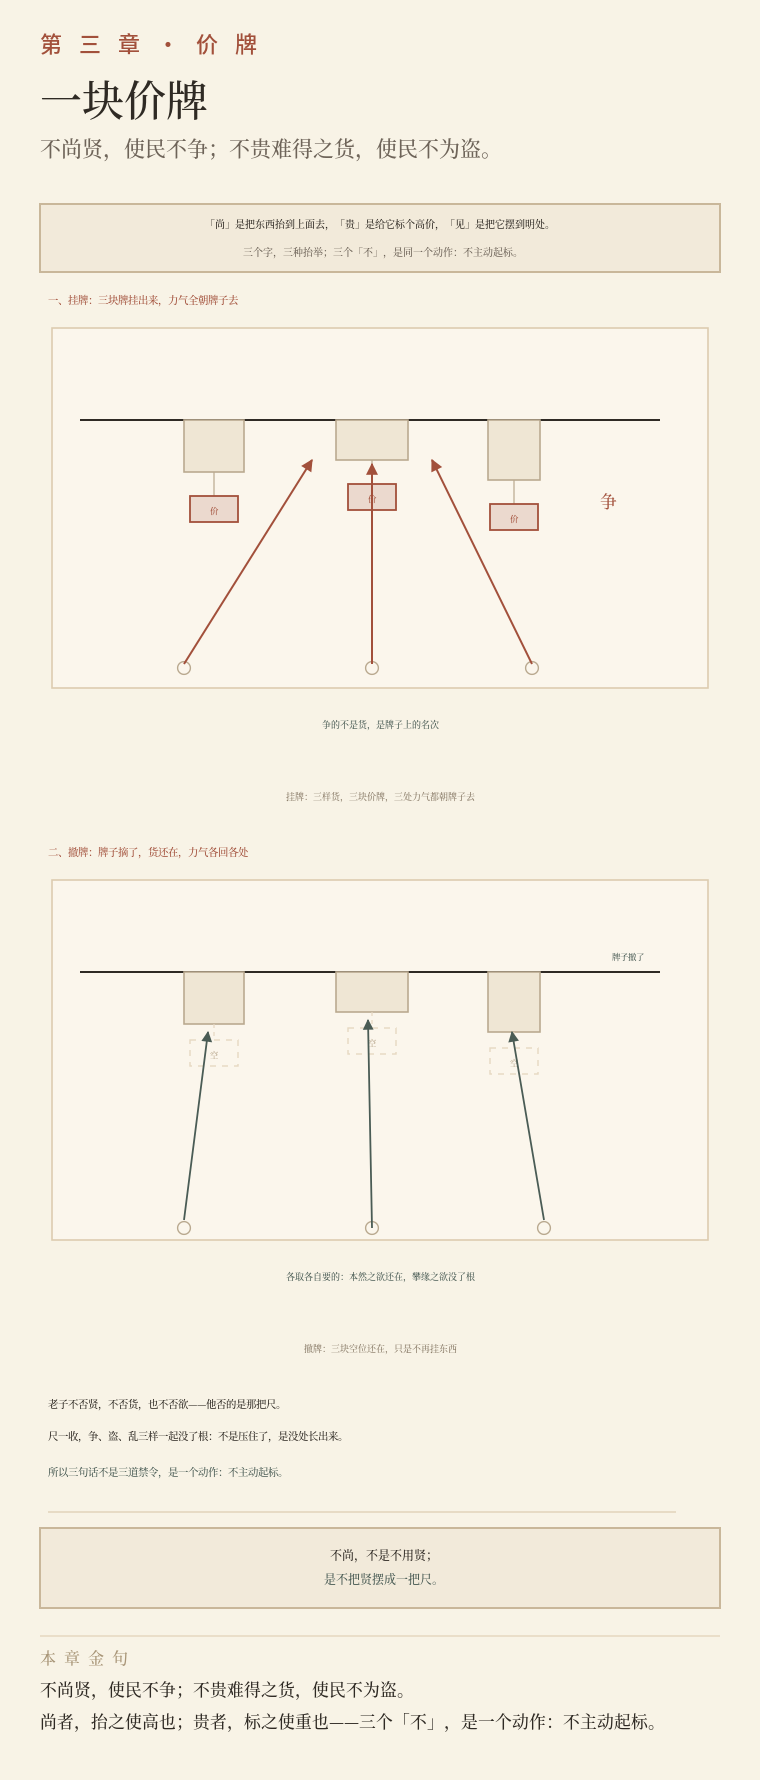 第三章·价牌
一块价牌
不尚贤，使民不争；不贵难得之货，使民不为盗。
「尚」是把东西抬到上面去，「贵」是给它标个高价，「见」是把它摆到明处。
三个字，三种抬举；三个「不」，是同一个动作：不主动起标。
一、挂牌：三块牌挂出来，力气全朝牌子去
价
价
价
争
争的不是货，是牌子上的名次
挂牌：三样货，三块价牌，三处力气都朝牌子去
二、撤牌：牌子摘了，货还在，力气各回各处
牌子撤了
空
空
空
各取各自要的：本然之欲还在，攀缘之欲没了根
撤牌：三块空位还在，只是不再挂东西
老子不否贤，不否货，也不否欲——他否的是那把尺。
尺一收，争、盗、乱三样一起没了根：不是压住了，是没处长出来。
所以三句话不是三道禁令，是一个动作：不主动起标。
不尚，不是不用贤；
是不把贤摆成一把尺。
本章金句
不尚贤，使民不争；不贵难得之货，使民不为盗。
尚者，抬之使高也；贵者，标之使重也——三个「不」，是一个动作：不主动起标。